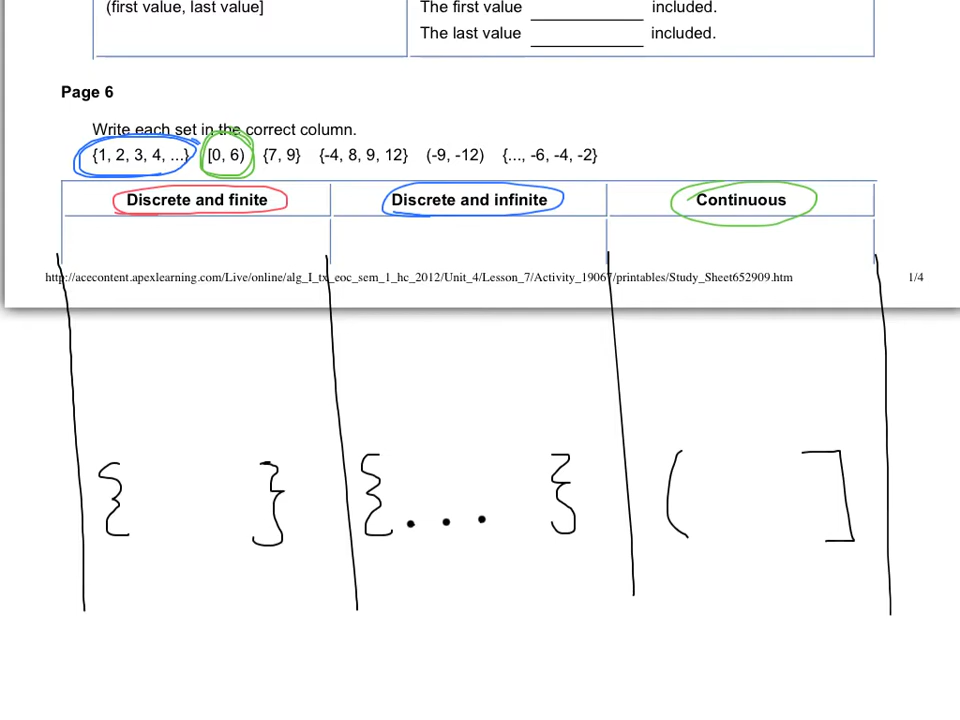 (first value, last value]
The first value ________ included.
The last value ________ included.
Page 6
Write each set in the correct column.
{1, 2, 3, 4, ...} [0, 6) {7, 9} {-4, 8, 9, 12} (-9, -12) {..., -6, -4, -2}
Discrete and finite Discrete and infinite Continuous
http://acecontent.apexlearning.com/Live/online/alg_I_tx_eoc_sem_1_hc_2012/Unit_4/Lesson_7/Activity_19067/printables/Study_Sheet652909.htm 1/4
{ } {... } ( ]